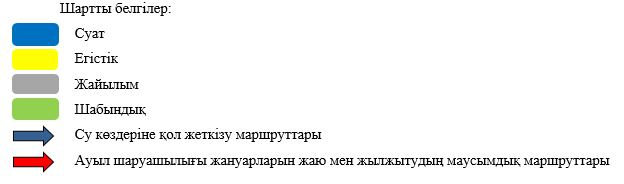 Шартты белгілер:
Суат
Егістік
Жайылым
Шабындық
Су көздеріне қол жеткізу маршруттары
Ауыл шаруашылығы жануарларын жаю мен жылжытудың маусымдық маршруттары